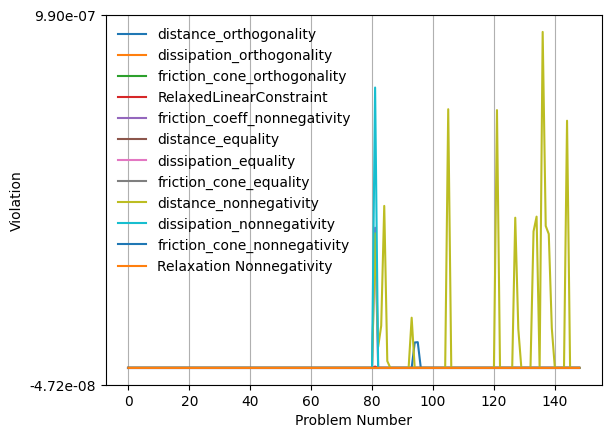 9.90e-07
distance_orthogonality
dissipation_orthogonality
friction_cone_orthogonality
RelaxedLinearConstraint
friction_coeff_nonnegativity
distance_equality
dissipation_equality
friction_cone_equality
distance_nonnegativity
dissipation_nonnegativity
friction_cone_nonnegativity
Relaxation Nonnegativity
Violation
-4.72e-08
0 20 40 60 80 100 120 140
Problem Number